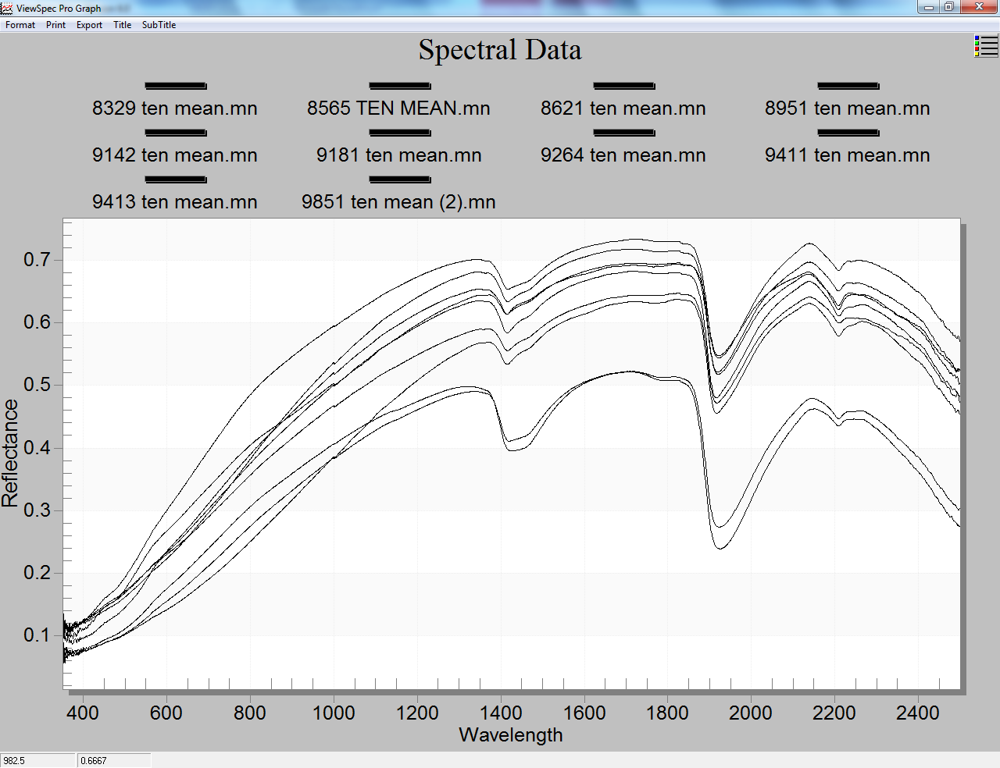 ViewSpec Pro Graph
Format Print Export Title SubTitle
Spectral Data
8329 ten mean.mn 8565 TEN MEAN.mn 8621 ten mean.mn 8951 ten mean.mn
9142 ten mean.mn 9181 ten mean.mn 9264 ten mean.mn 9411 ten mean.mn
9413 ten mean.mn 9851 ten mean (2).mn
0.7
0.6
0.5
0.4
0.3
0.2
0.1
Reflectance
400 600 800 1000 1200 1400 1600 1800 2000 2200 2400
Wavelength
982.5 0.6667